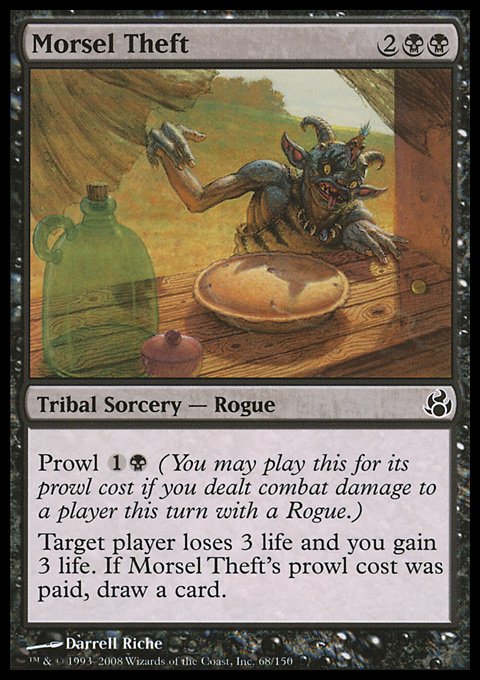 Morsel Theft 2
Tribal Sorcery — Rogue
Prowl 1 (You may play this for its
prowl cost if you dealt combat damage to
a player this turn with a Rogue.)
Target player loses 3 life and you gain
3 life. If Morsel Theft's prowl cost was
paid, draw a card.
Darrell Riche
™ & © 1993–2008 Wizards of the Coast, Inc. 68/150